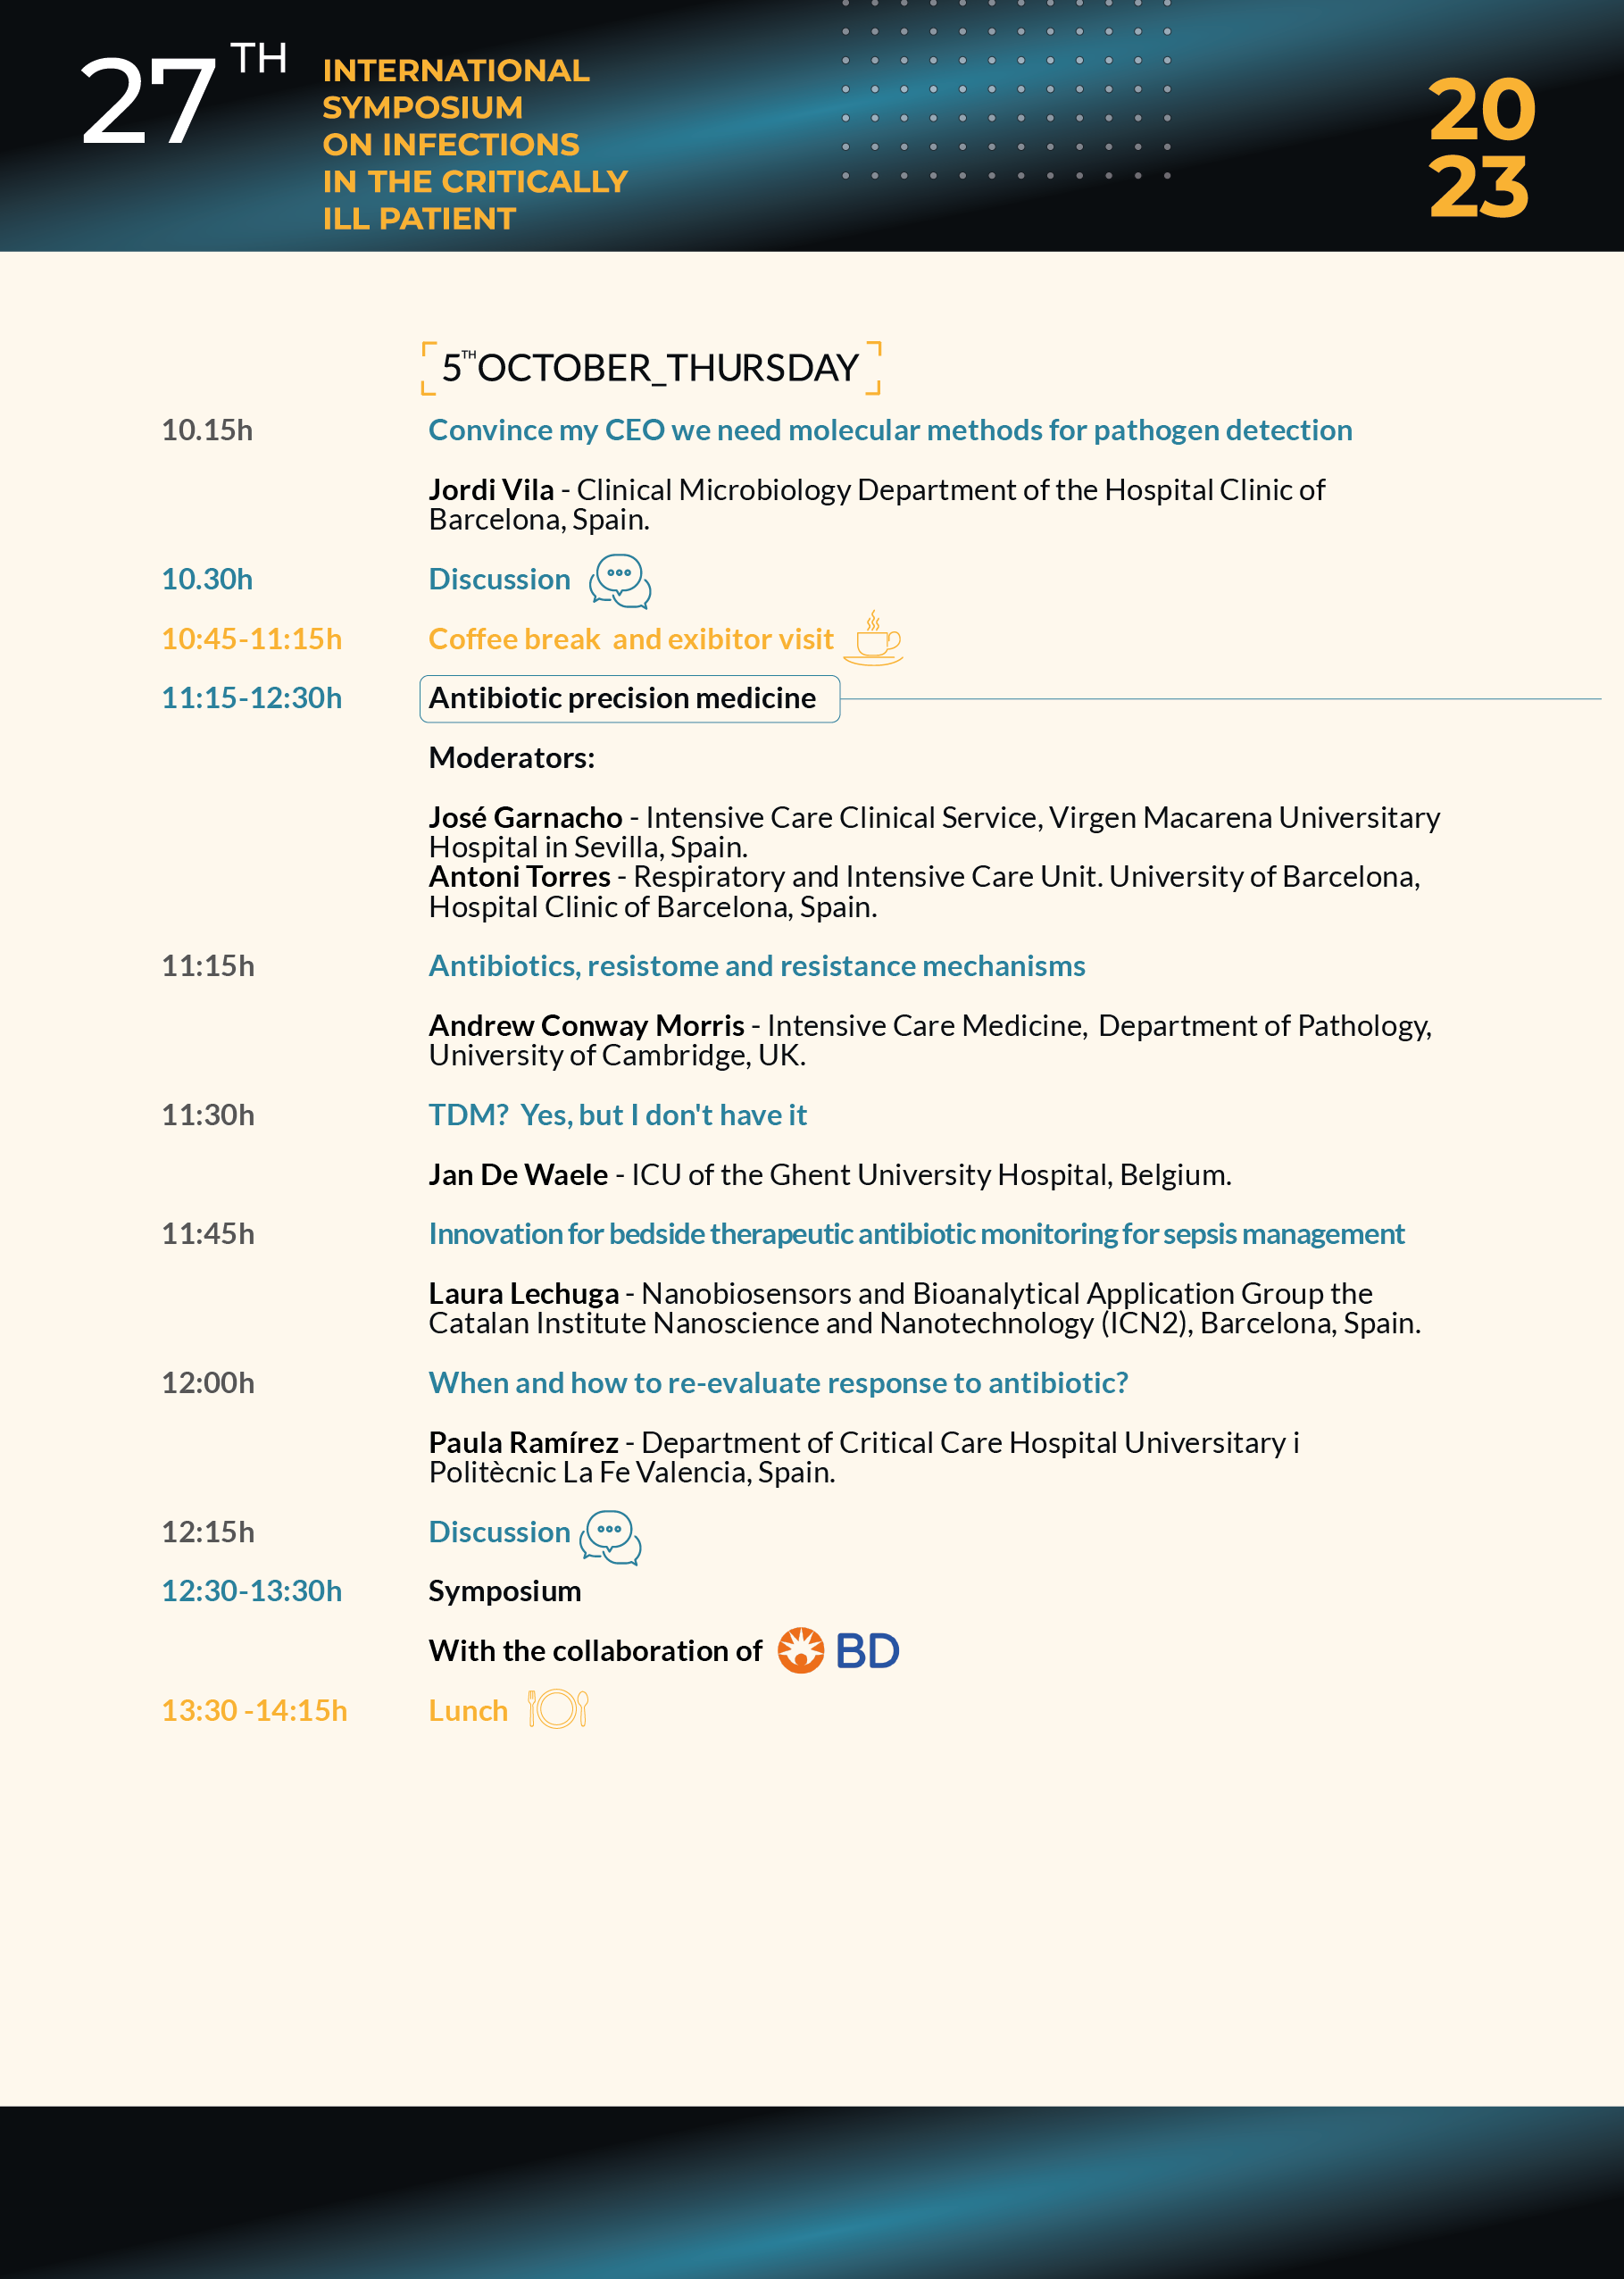 27TH
INTERNATIONAL
SYMPOSIUM
ON INFECTIONS
IN THE CRITICALLY
ILL PATIENT
20
23
5TH OCTOBER_THURSDAY
10.15h Convince my CEO we need molecular methods for pathogen detection
Jordi Vila - Clinical Microbiology Department of the Hospital Clinic of
Barcelona, Spain.
10.30h Discussion
10:45-11:15h Coffee break and exibitor visit
11:15-12:30h Antibiotic precision medicine
Moderators:
José Garnacho - Intensive Care Clinical Service, Virgen Macarena Universitary
Hospital in Sevilla, Spain.
Antoni Torres - Respiratory and Intensive Care Unit. University of Barcelona,
Hospital Clinic of Barcelona, Spain.
11:15h Antibiotics, resistome and resistance mechanisms
Andrew Conway Morris - Intensive Care Medicine, Department of Pathology,
University of Cambridge, UK.
11:30h TDM? Yes, but I don't have it
Jan De Waele - ICU of the Ghent University Hospital, Belgium.
11:45h Innovation for bedside therapeutic antibiotic monitoring for sepsis management
Laura Lechuga - Nanobiosensors and Bioanalytical Application Group the
Catalan Institute Nanoscience and Nanotechnology (ICN2), Barcelona, Spain.
12:00h When and how to re-evaluate response to antibiotic?
Paula Ramírez - Department of Critical Care Hospital Universitary i
Politècnic La Fe Valencia, Spain.
12:15h Discussion
12:30-13:30h Symposium
With the collaboration of BD
13:30 -14:15h Lunch